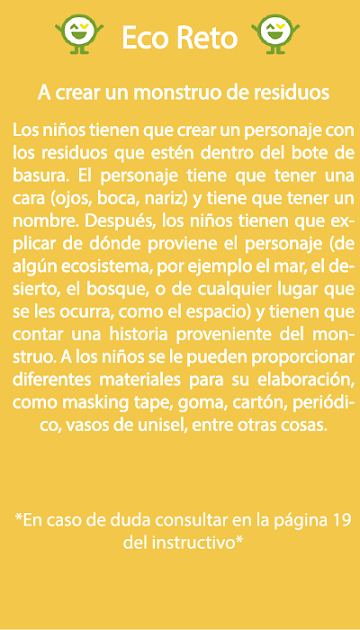 Eco Reto
A crear un monstruo de residuos
Los niños tienen que crear un personaje con
los residuos que estén dentro del bote de
basura. El personaje tiene que tener una
cara (ojos, boca, nariz) y tiene que tener un
nombre. Después, los niños tienen que ex-
plicar de dónde proviene el personaje (de
algún ecosistema, por ejemplo el mar, el de-
sierto, el bosque, o de cualquier lugar que
se les ocurra, como el espacio) y tienen que
contar una historia proveniente del mon-
struo. A los niños se le pueden proporcionar
diferentes materiales para su elaboración,
como masking tape, goma, cartón, periódi-
co, vasos de unisel, entre otras cosas.
*En caso de duda consultar en la página 19
del instructivo*